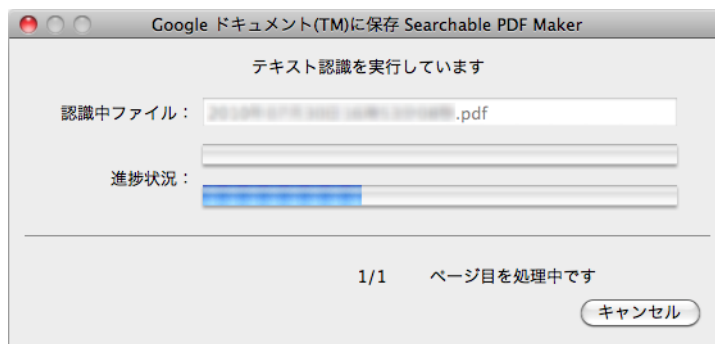 Google ドキュメント(TM)に保存 Searchable PDF Maker
テキスト認識を実行しています
認識中ファイル： .pdf
進捗状況：
1/1 ページ目を処理中です
キャンセル